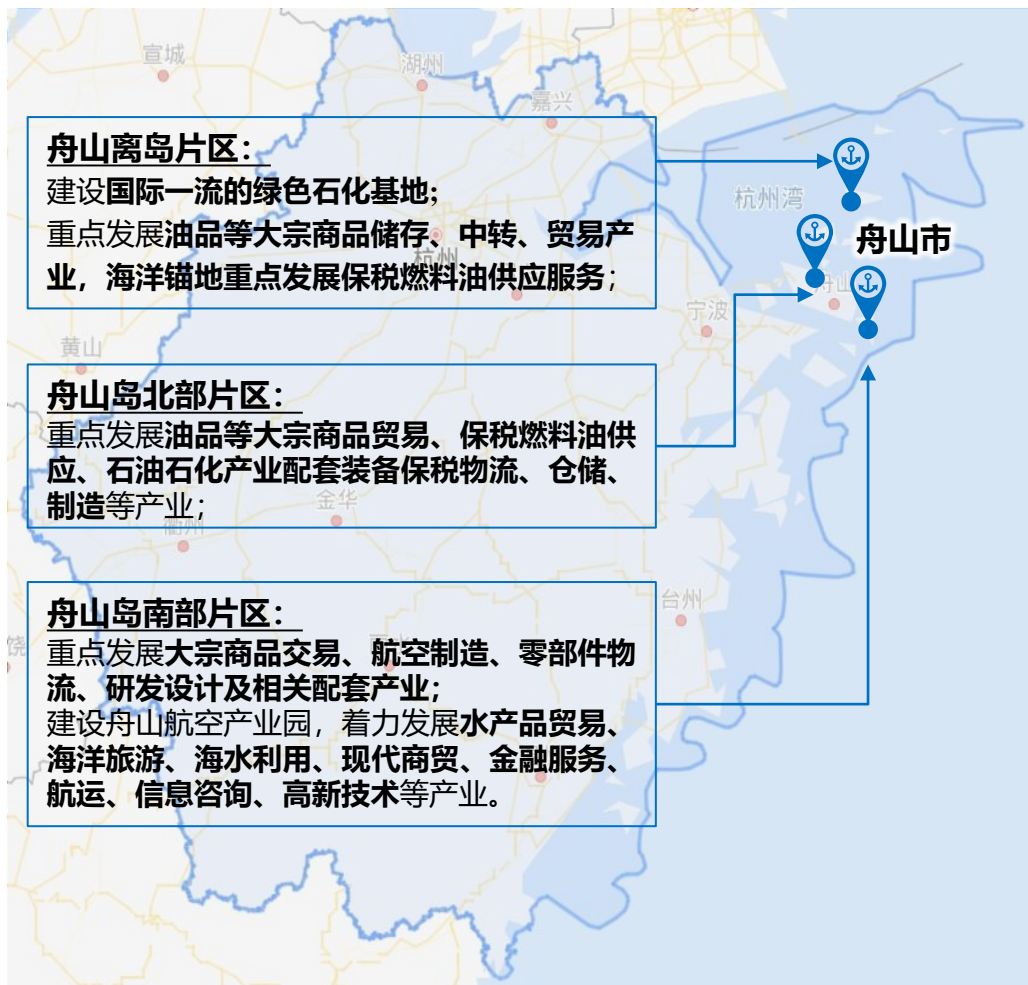 宣城
湖州
嘉兴
舟山离岛片区：
建设国际一流的绿色石化基地；
重点发展油品等大宗商品储存、中转、贸易产
业，海洋锚地重点发展保税燃料油供应服务；
杭州
杭州湾
舟山市
舟山
宁波
黄山
舟山岛北部片区：
重点发展油品等大宗商品贸易、保税燃料油供
应、石油石化产业配套装备保税物流、仓储、
制造等产业；
金华
衢州
台州
舟山岛南部片区：
重点发展大宗商品交易、航空制造、零部件物
流、研发设计及相关配套产业；
建设舟山航空产业园，着力发展水产品贸易、
海洋旅游、海水利用、现代商贸、金融服务、
航运、信息咨询、高新技术等产业。
饶